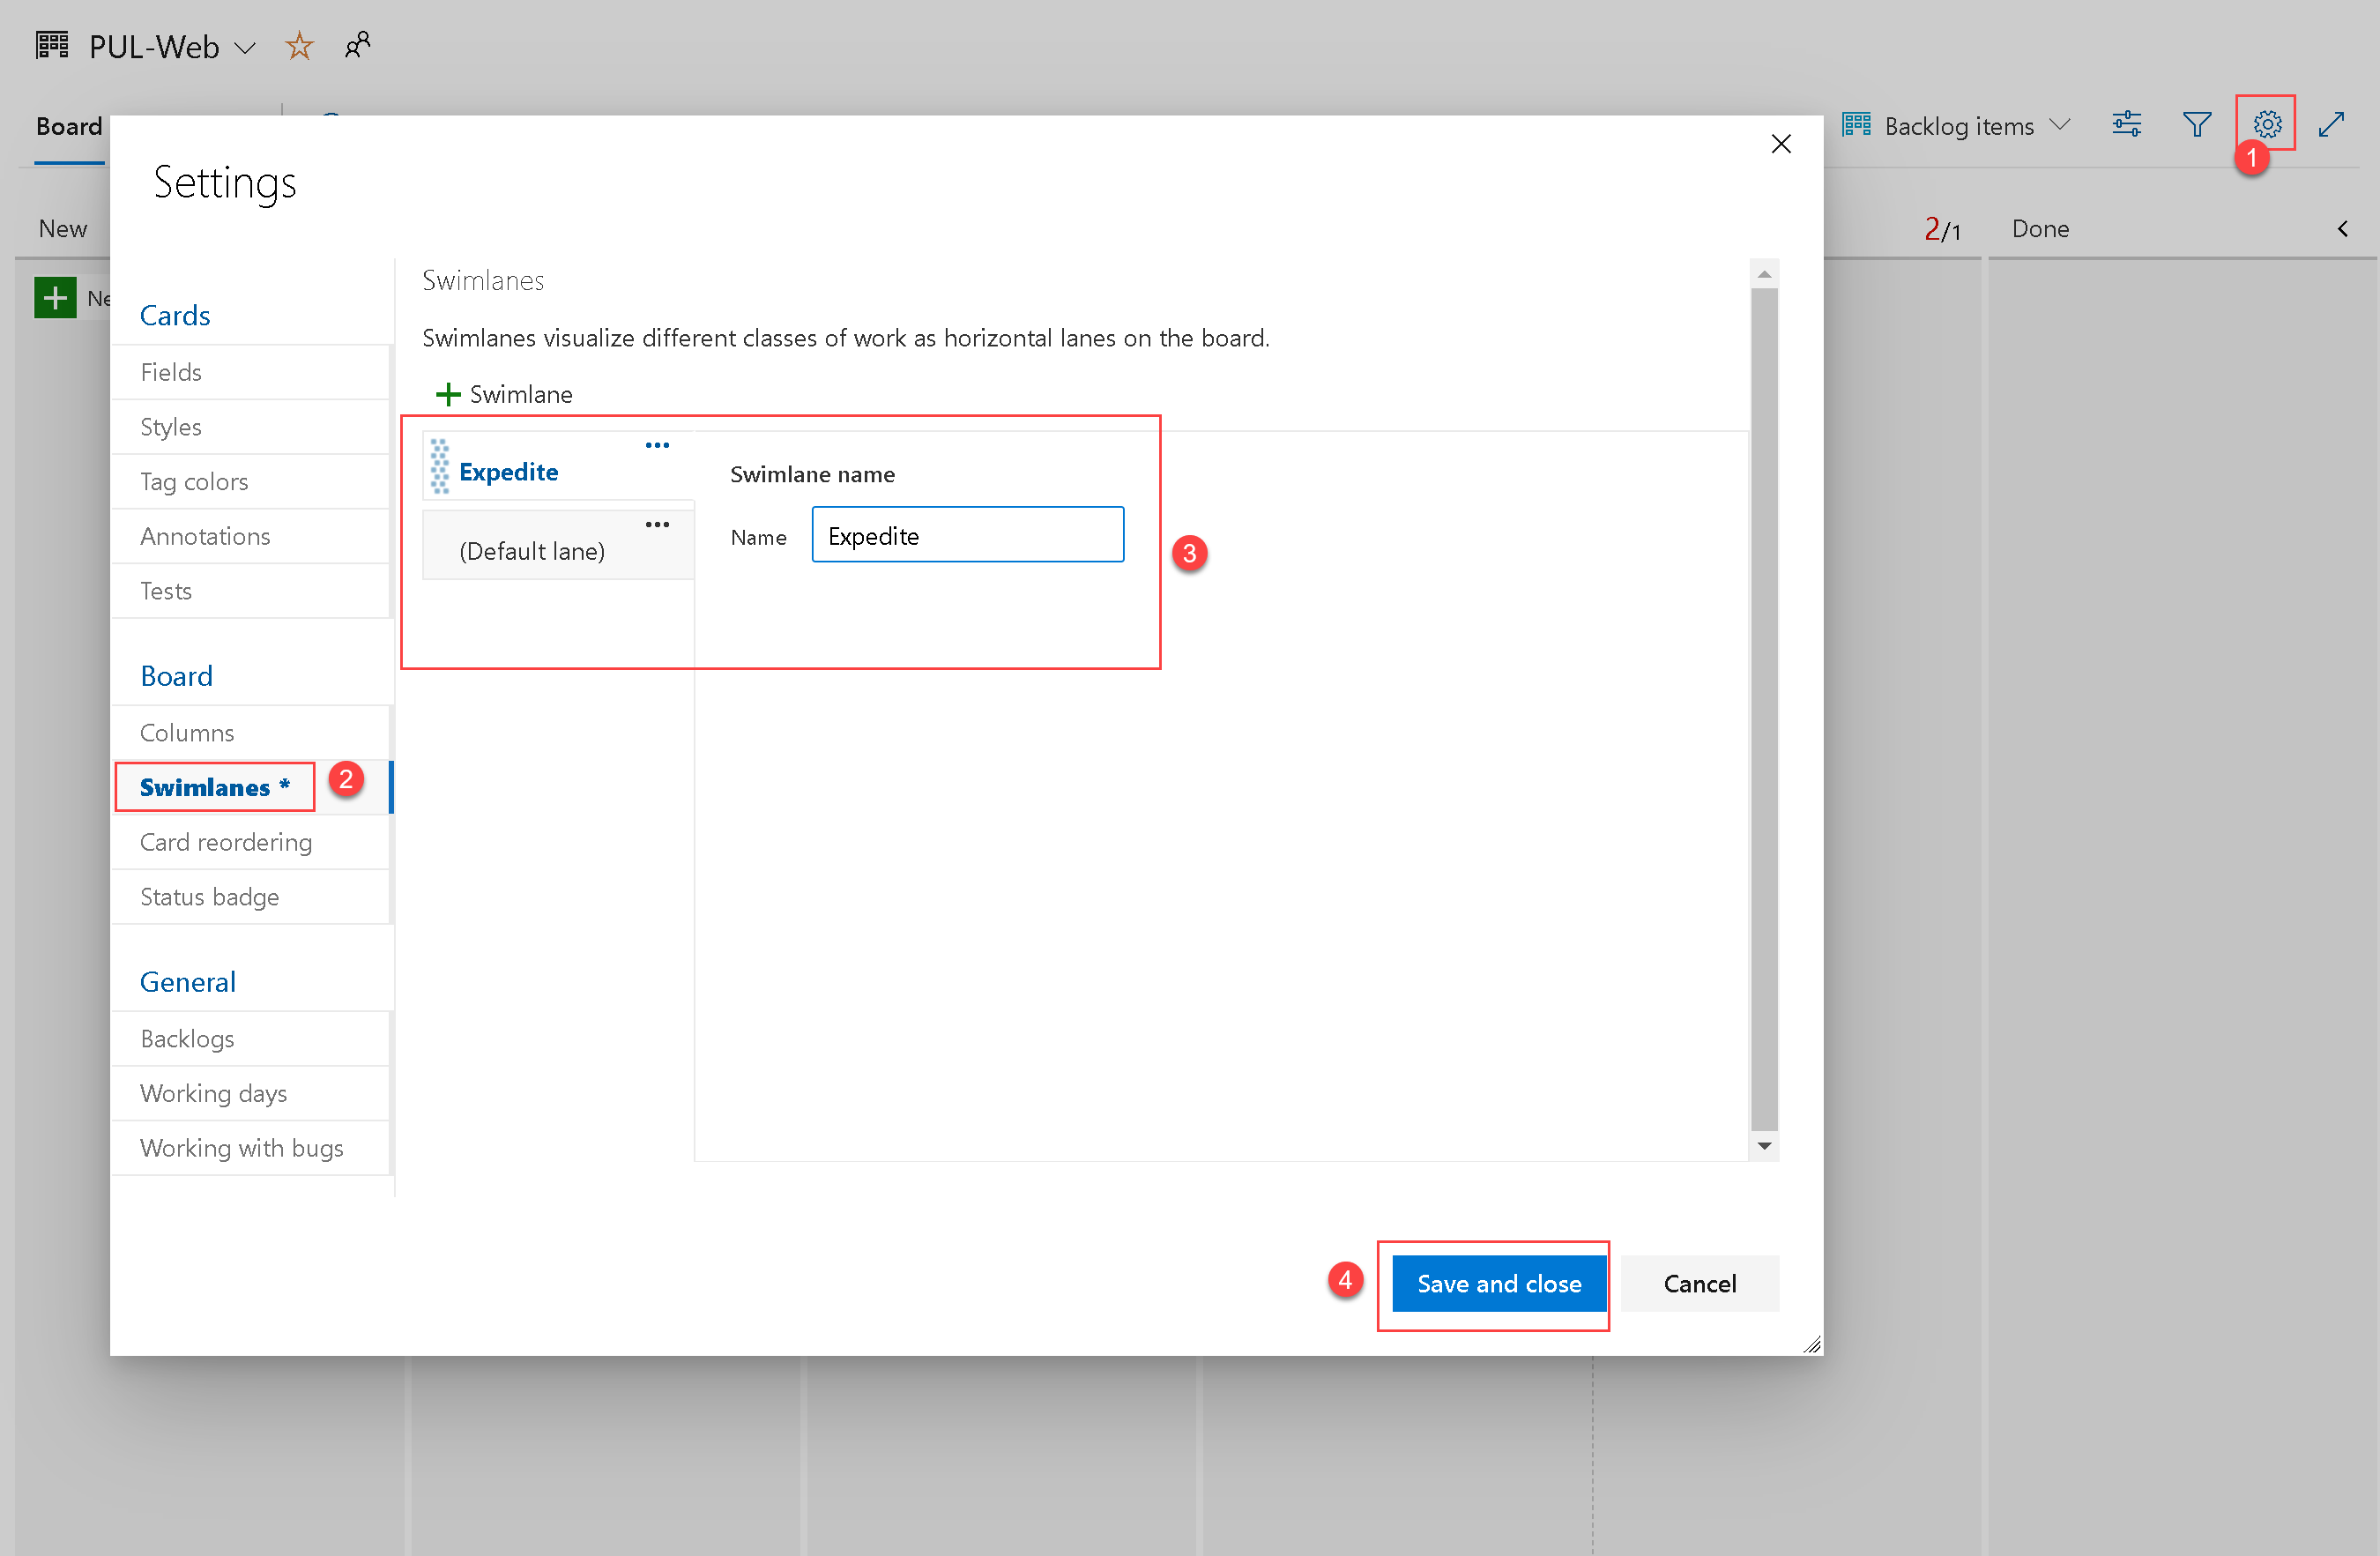 PUL-Web
Board
Backlog items
1
Settings
New
2/1
Done
Ne
Cards
Fields
Styles
Tag colors
Annotations
Tests
Board
Columns
Swimlanes *
2
Card reordering
Status badge
General
Backlogs
Working days
Working with bugs
Swimlanes
Swimlanes visualize different classes of work as horizontal lanes on the board.
Swimlane
Expedite
(Default lane)
Swimlane name
Name
Expedite
3
4
Save and close
Cancel